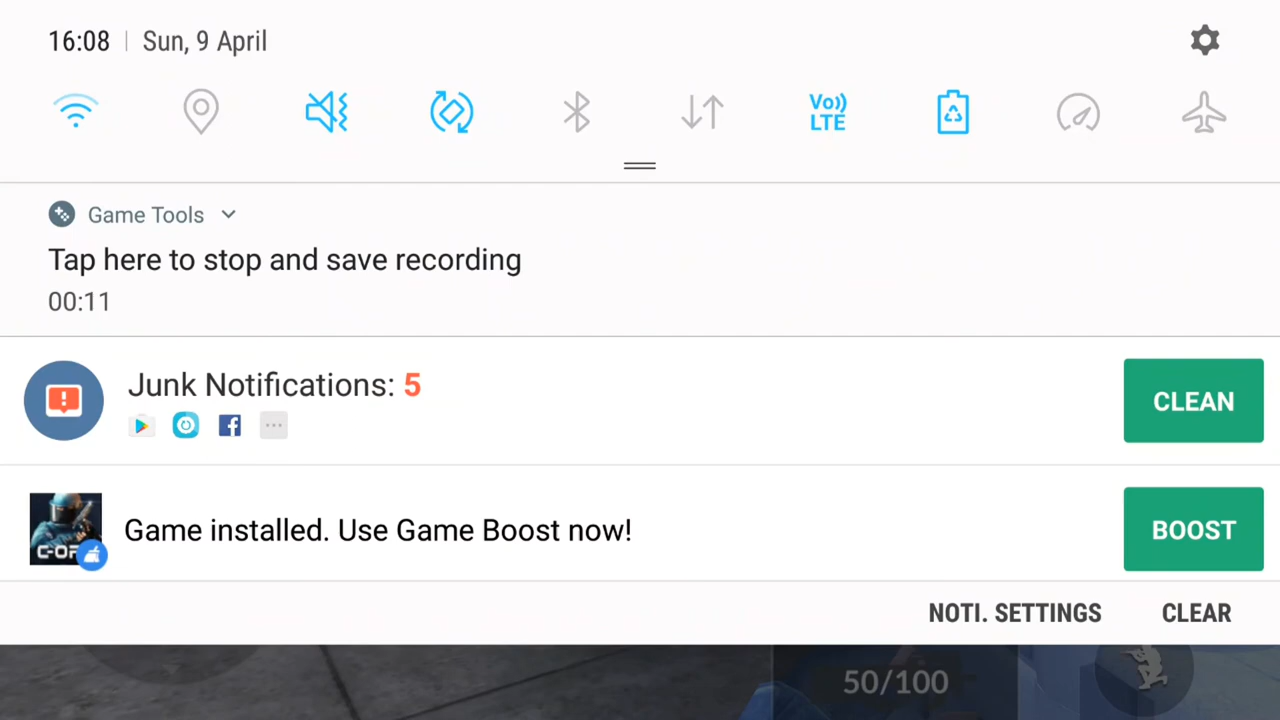 16:08 | Sun, 9 April
Vo)) LTE
Game Tools
Tap here to stop and save recording
00:11
Junk Notifications: 5
CLEAN
C-OP
Game installed. Use Game Boost now!
BOOST
NOTI. SETTINGS CLEAR
50/100